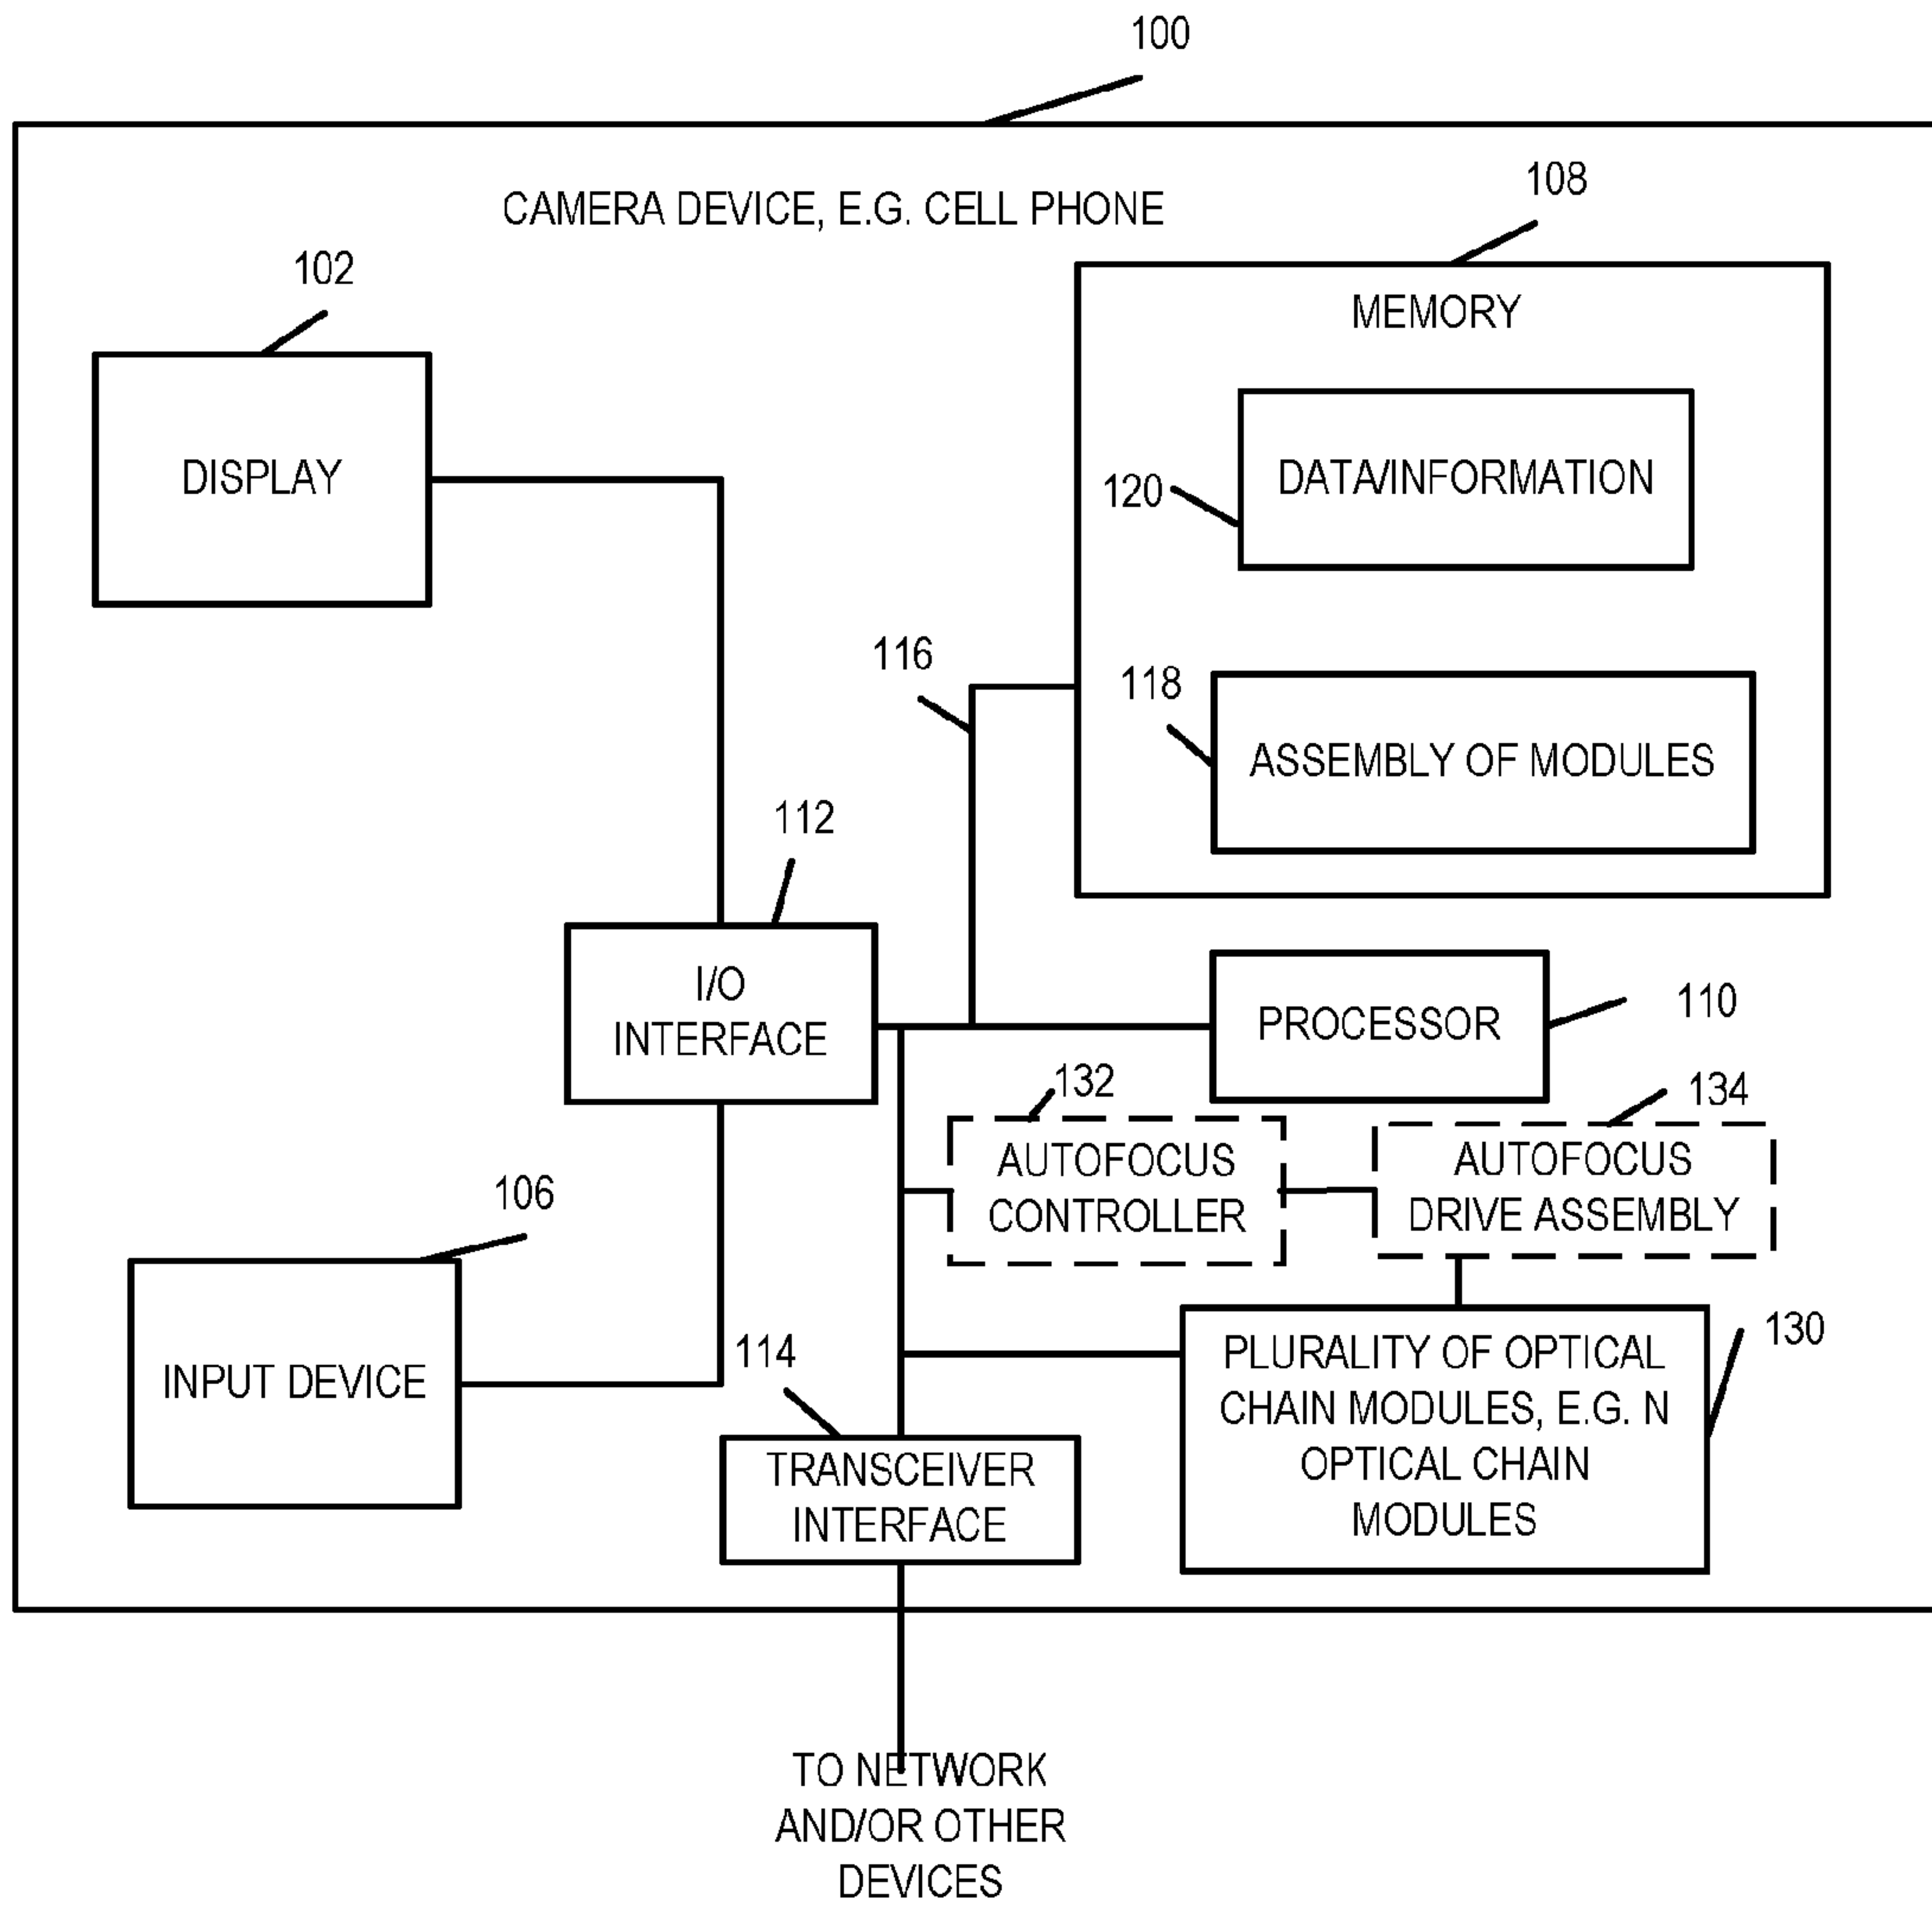 100
CAMERA DEVICE, E.G. CELL PHONE
108
102
MEMORY
DISPLAY
120
DATA/INFORMATION
116
118
ASSEMBLY OF MODULES
112
I/O
INTERFACE
PROCESSOR
110
132
134
AUTOFOCUS
CONTROLLER
AUTOFOCUS
DRIVE ASSEMBLY
106
INPUT DEVICE
114
TRANSCEIVER
INTERFACE
130
PLURALITY OF OPTICAL
CHAIN MODULES, E.G. N
OPTICAL CHAIN
MODULES
TO NETWORK
AND/OR OTHER
DEVICES